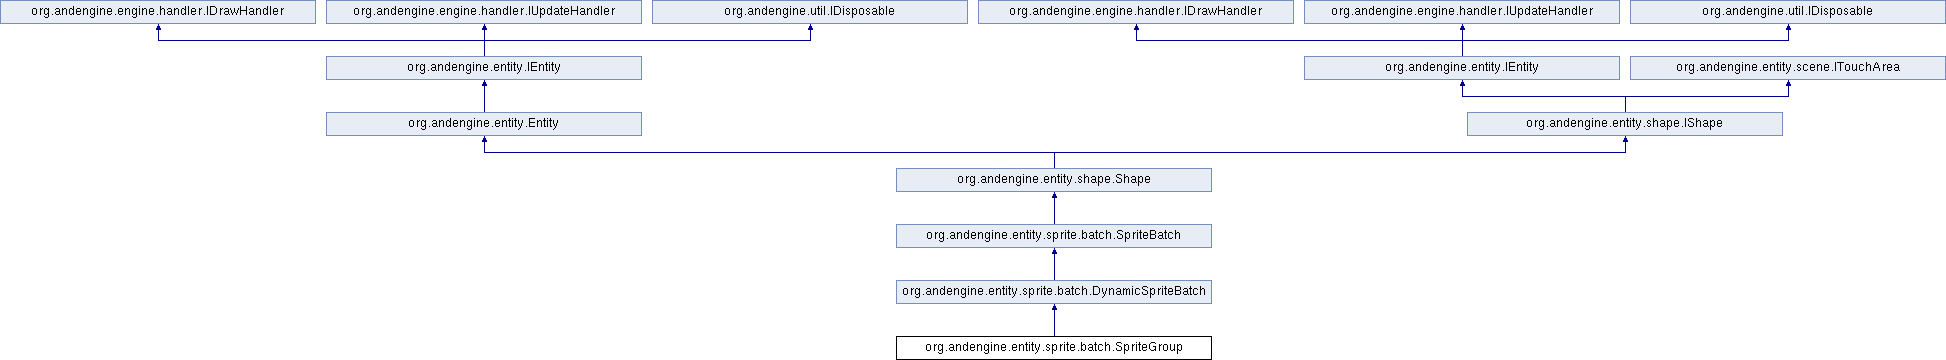 org.andengine.engine.handler.IDrawHandler
org.andengine.engine.handler.IUpdateHandler
org.andengine.util.IDisposable
org.andengine.engine.handler.IDrawHandler
org.andengine.engine.handler.IUpdateHandler
org.andengine.util.IDisposable
org.andengine.entity.IEntity
org.andengine.entity.IEntity
org.andengine.entity.scene.ITouchArea
org.andengine.entity.Entity
org.andengine.entity.shape.IShape
org.andengine.entity.shape.Shape
org.andengine.entity.sprite.batch.SpriteBatch
org.andengine.entity.sprite.batch.DynamicSpriteBatch
org.andengine.entity.sprite.batch.SpriteGroup